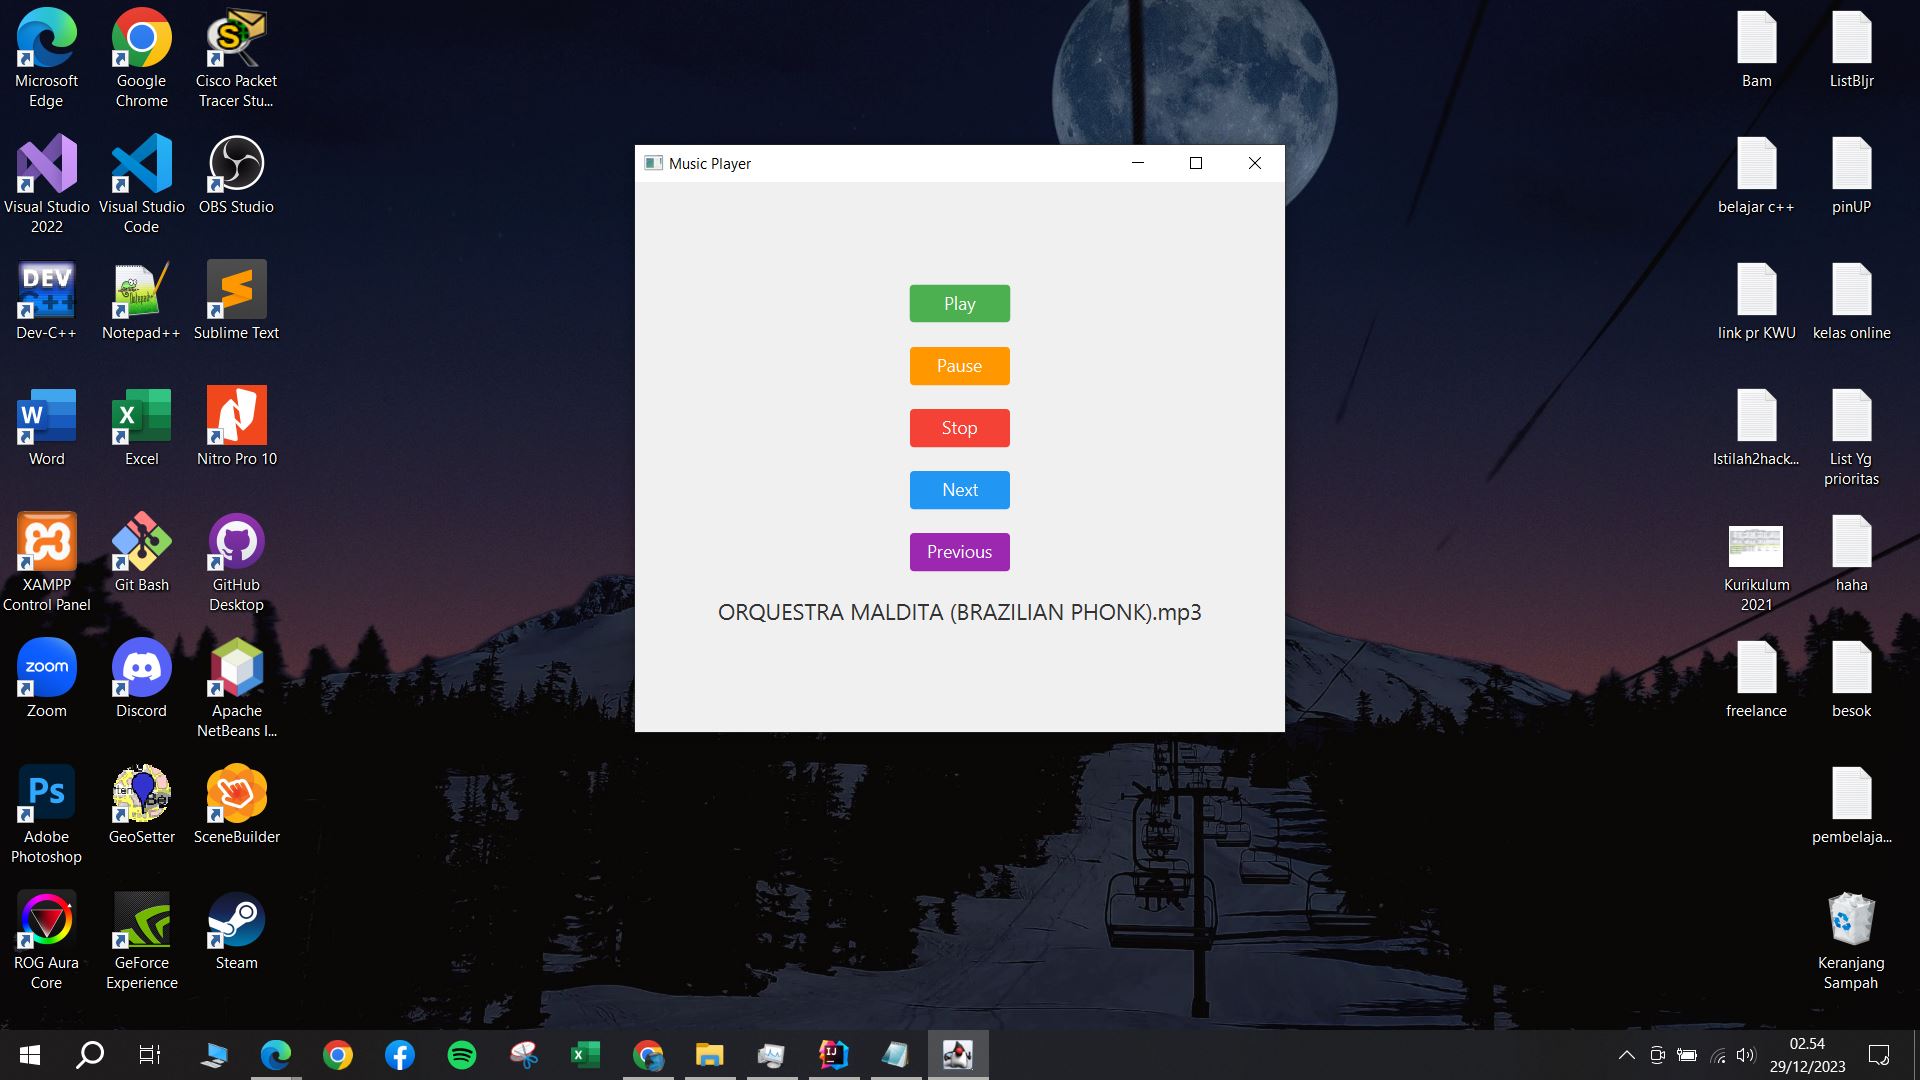 Microsoft
Edge
Google
Chrome
Cisco Packet
Tracer Stu...
Visual Studio
2022
Visual Studio
Code
OBS Studio
DEV
C++
Dev-C++
Notepad++
Sublime Text
W
Word
X
Excel
Nitro Pro 10
XAMPP
Control Panel
Git Bash
GitHub
Desktop
zoom
Zoom
Discord
Apache
NetBeans I...
Ps
Adobe
Photoshop
GeoSetter
SceneBuilder
ROG Aura
Core
GeForce
Experience
Steam
Music Player
Play
Pause
Stop
Next
Previous
ORQUESTRA MALDITA (BRAZILIAN PHONK).mp3
Bam
ListBljr
belajar c++
pinUP
link pr KWU
kelas online
Istilah2hack...
List Yg
prioritas
Kurikulum
2021
haha
freelance
besok
pembelaja...
Keranjang
Sampah
02.54
29/12/2023